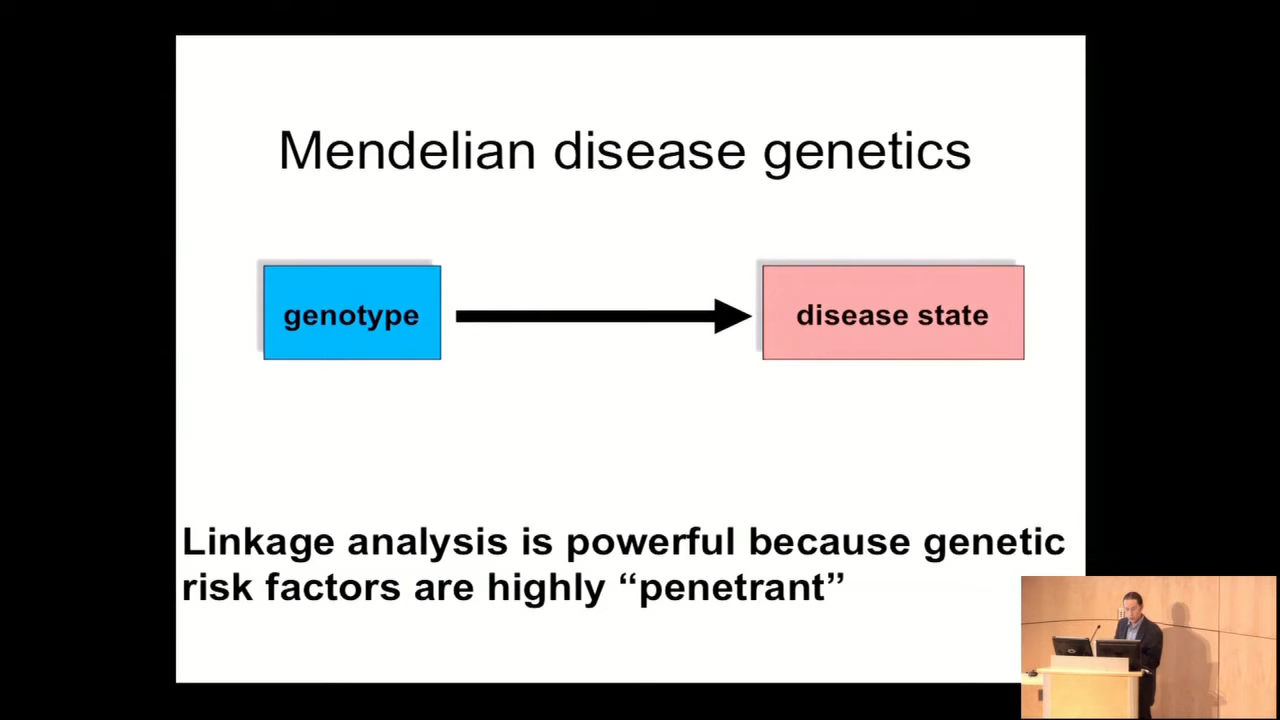 Mendelian disease genetics
genotype
disease state
Linkage analysis is powerful because genetic
risk factors are highly “penetrant”